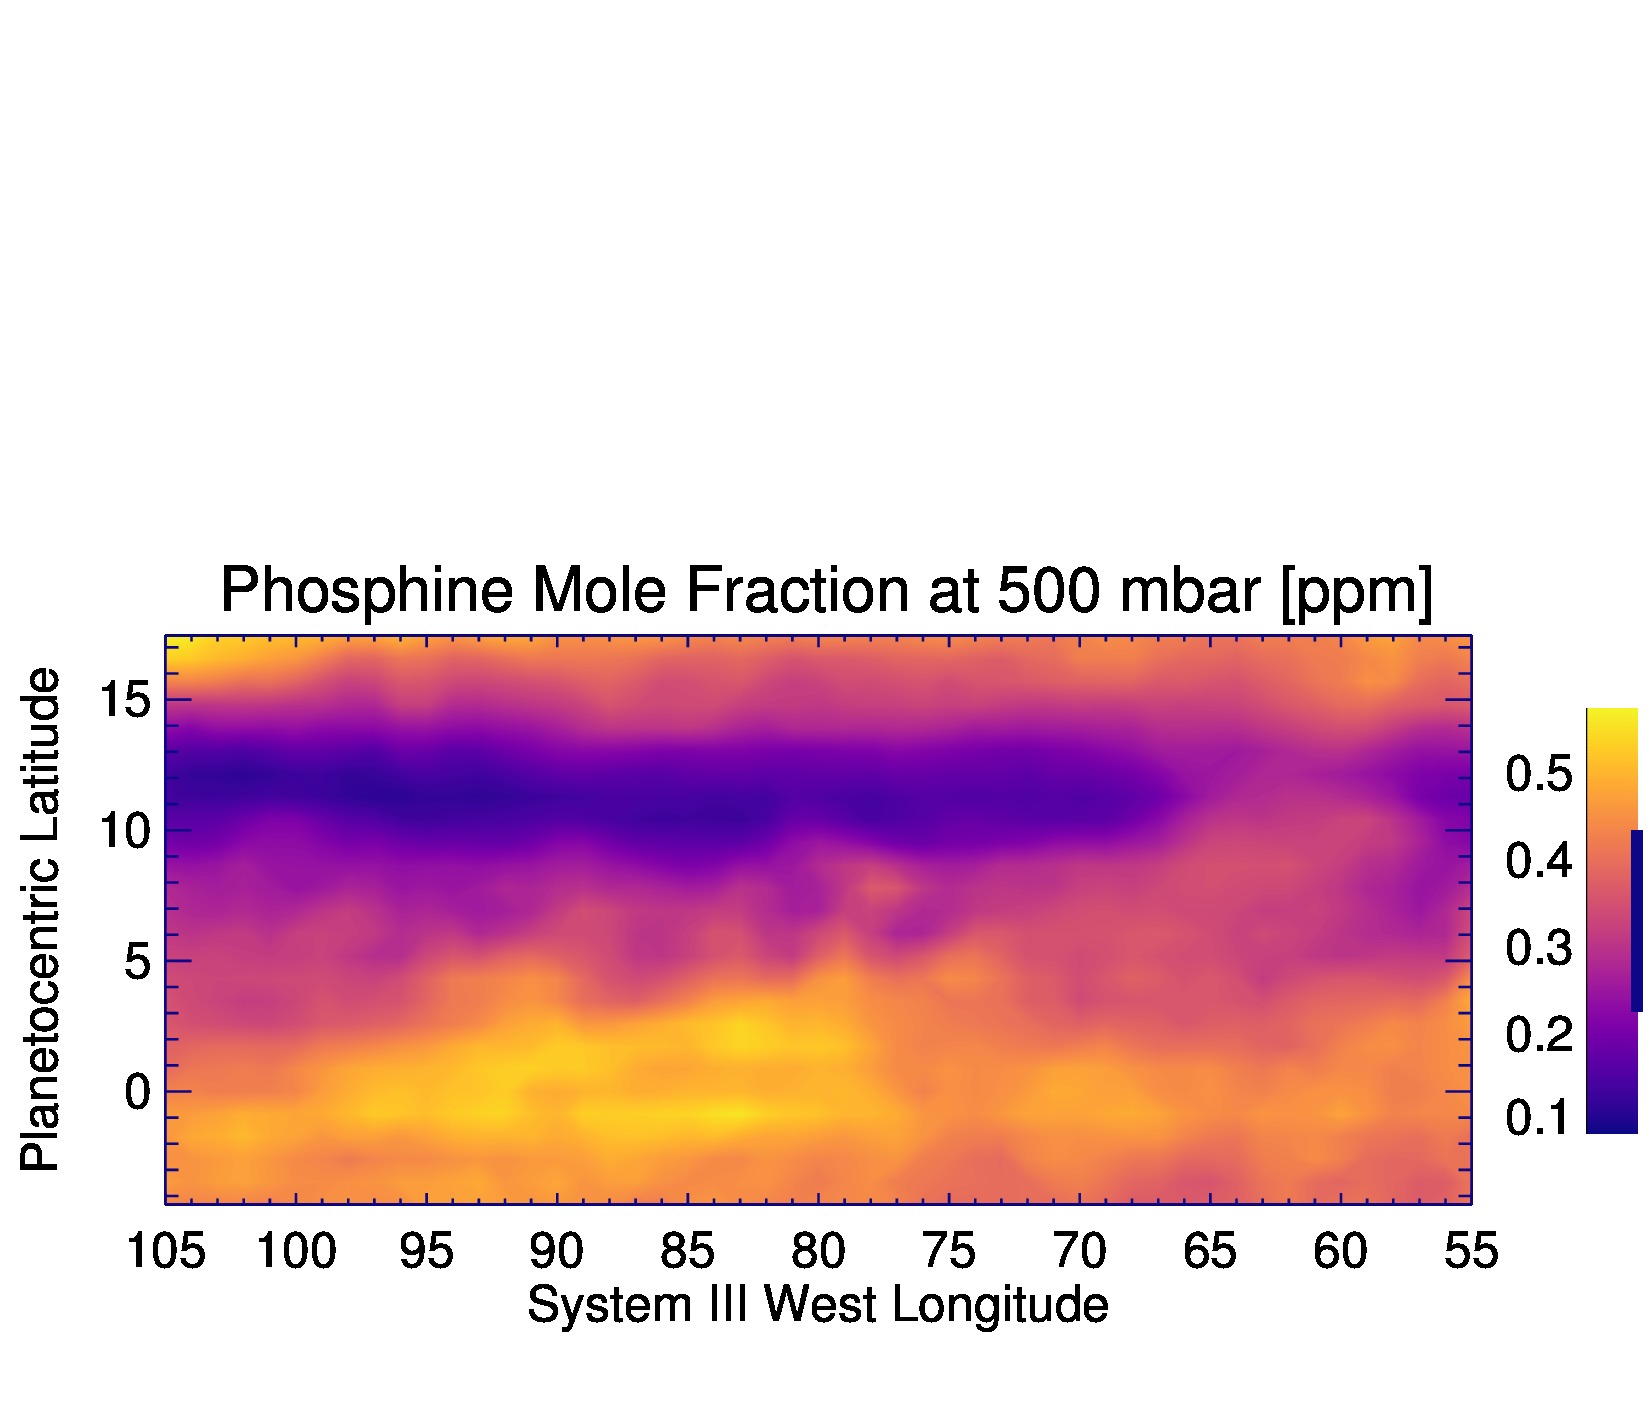 Phosphine Mole Fraction at 500 mbar [ppm]
Planetocentric Latitude
15
10
5
0
105 100 95 90 85 80 75 70 65 60 55
System III West Longitude
0.5
0.4
0.3
0.2
0.1